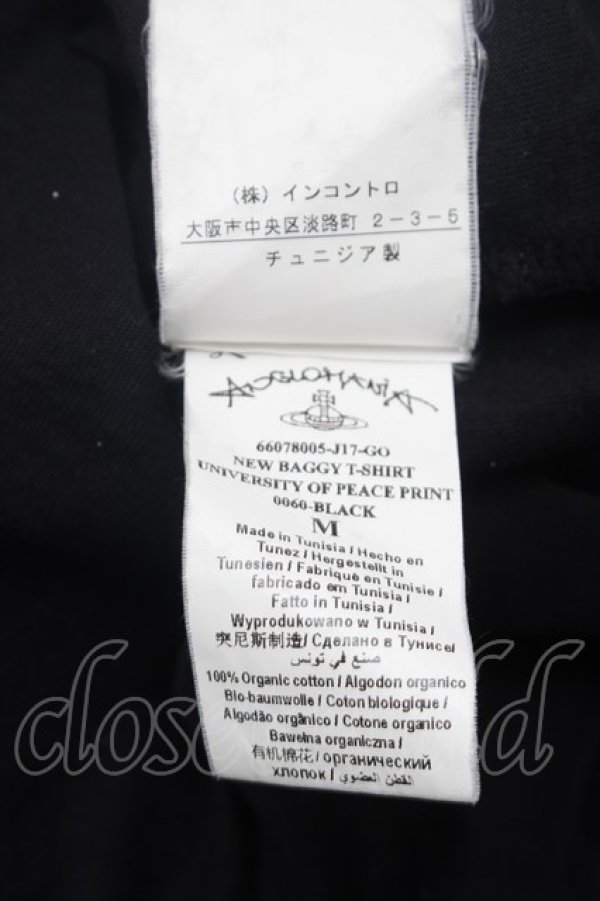 (株) インコントロ
大阪市中央区淡路町 2-3-5
チュニジア製
66078005-J17-GO
NEW BAGGY T-SHIRT
UNIVERSITY OF PEACE PRINT
0060-BLACK
M
Made in Tunisia / Hecho en
Tunez / Hergestellt in
Tunesien / Fabriqué en Tunisie /
fabricado em Tunisia /
Fatto in Tunisia /
Wyprodukowano w Tunisia /
突尼斯制造 / Сделано в Тунисе/
صنع في تونس
100% Organic cotton / Algodon organico
Bio-baumwolle / Coton biologique /
Algodão orgânico / Cotone organico
Bawełna organiczna /
有机棉花 / органический
хлопок / القطن العضوي